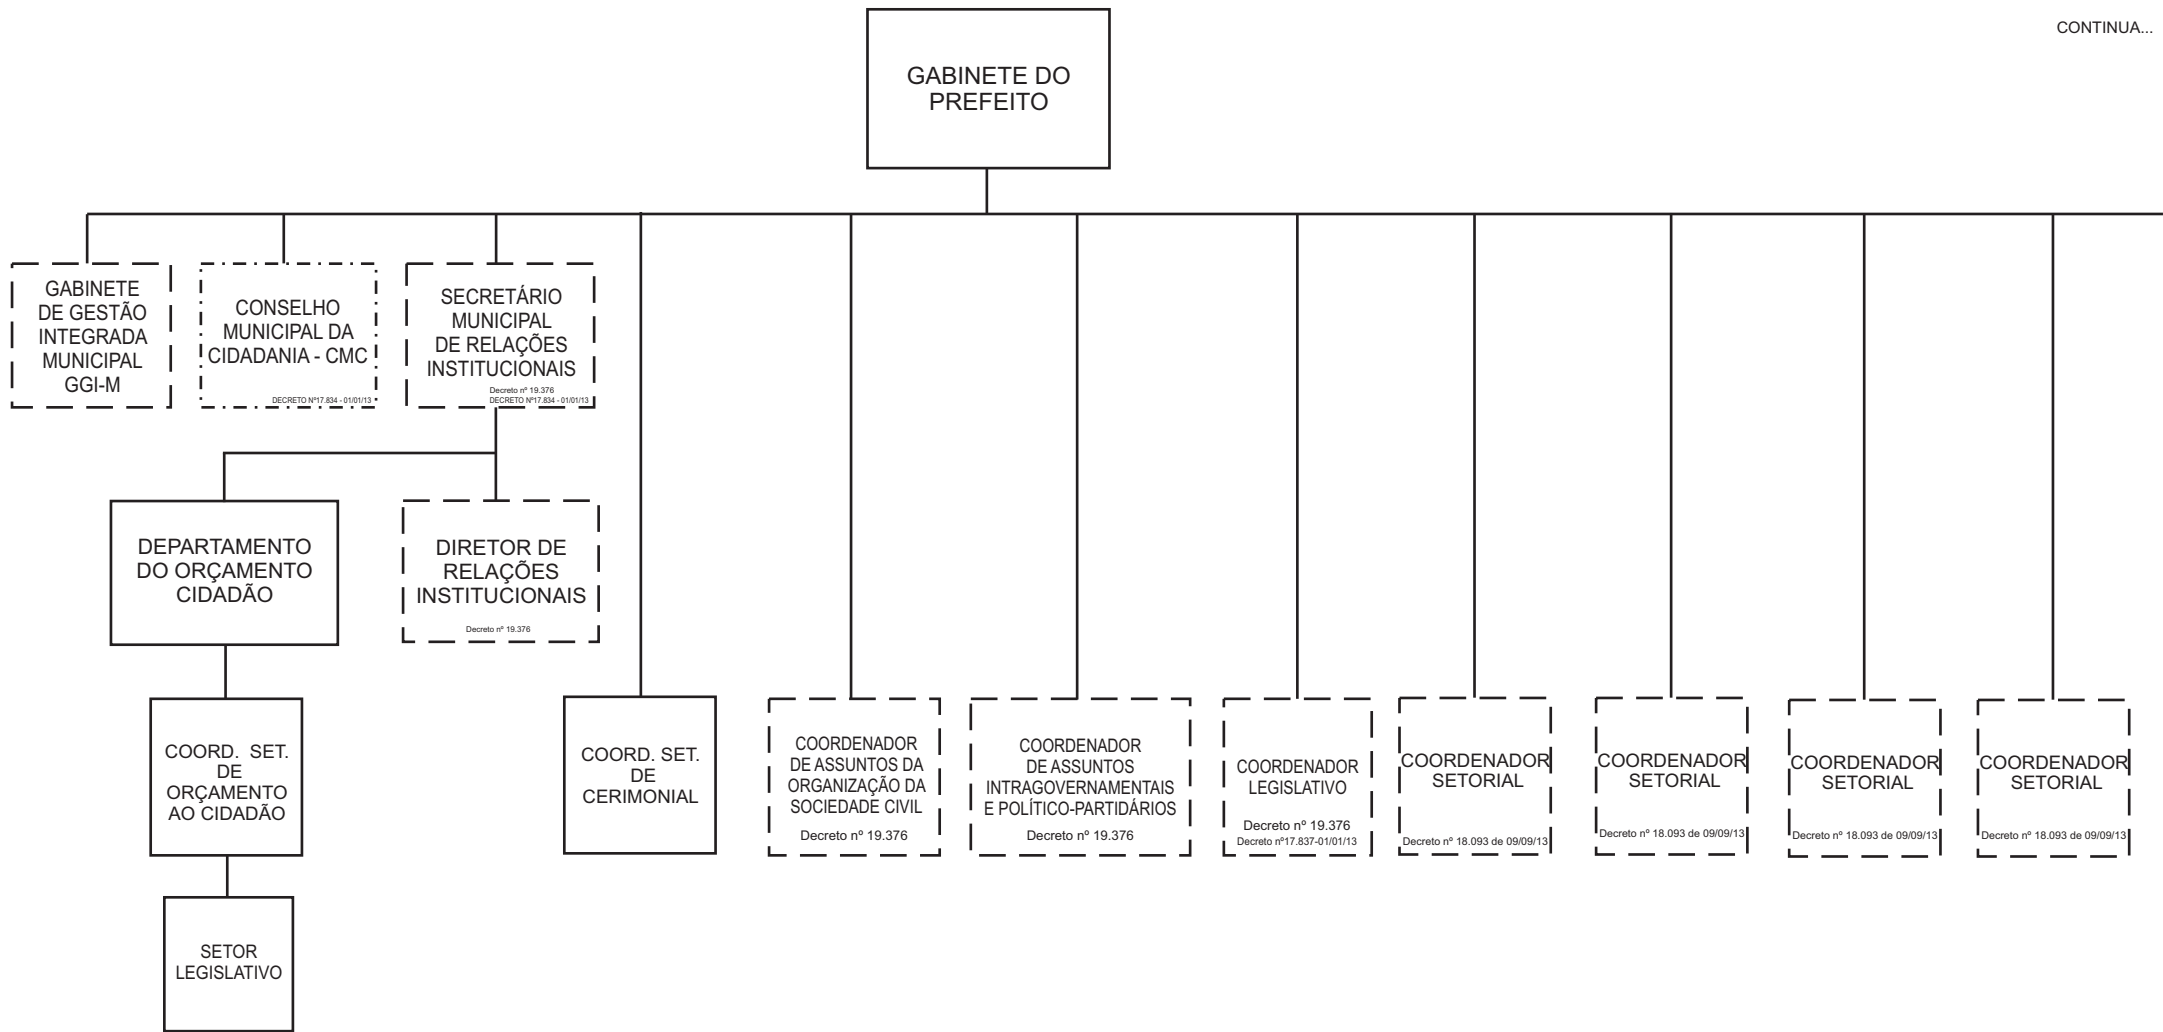 CONTINUA...
GABINETE DO
PREFEITO
GABINETE
DE GESTÃO
INTEGRADA
MUNICIPAL
GGI-M
CONSELHO
MUNICIPAL DA
CIDADANIA - CMC
DECRETO Nº17.834 - 01/01/13
SECRETÁRIO
MUNICIPAL
DE RELAÇÕES
INSTITUCIONAIS
Decreto nº 19.376
DECRETO Nº17.834 - 01/01/13
DEPARTAMENTO
DO ORÇAMENTO
CIDADÃO
DIRETOR DE
RELAÇÕES
INSTITUCIONAIS
Decreto nº 19.376
COORD. SET.
DE
ORÇAMENTO
AO CIDADÃO
COORD. SET.
DE
CERIMONIAL
COORDENADOR
DE ASSUNTOS DA
ORGANIZAÇÃO DA
SOCIEDADE CIVIL
Decreto nº 19.376
COORDENADOR
DE ASSUNTOS
INTRAGOVERNAMENTAIS
E POLÍTICO-PARTIDÁRIOS
Decreto nº 19.376
COORDENADOR
LEGISLATIVO
Decreto nº 19.376
Decreto nº17.837-01/01/13
COORDENADOR
SETORIAL
Decreto nº 18.093 de 09/09/13
COORDENADOR
SETORIAL
Decreto nº 18.093 de 09/09/13
COORDENADOR
SETORIAL
Decreto nº 18.093 de 09/09/13
COORDENADOR
SETORIAL
Decreto nº 18.093 de 09/09/13
SETOR
LEGISLATIVO